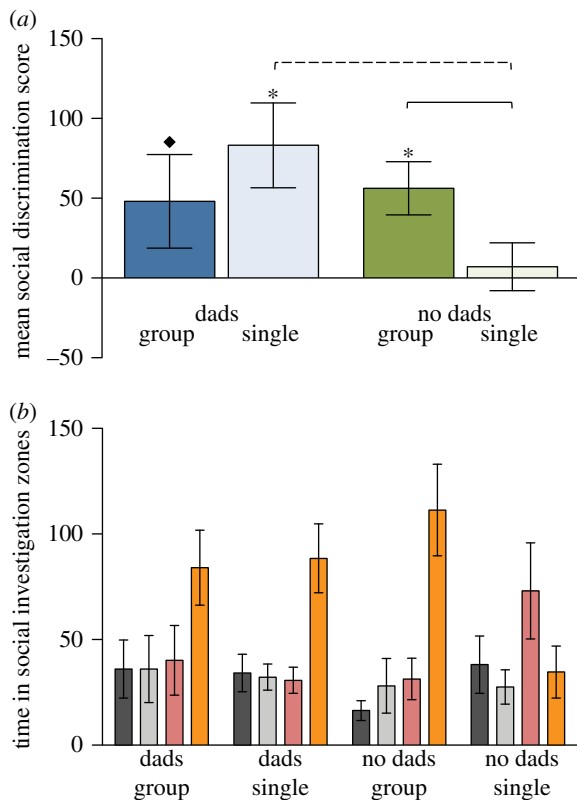 (a)
150
100
50
0
–50
mean social discrimination score
*
*
dads
no dads
group
single
group
single
(b)
150
100
50
0
time in social investigation zones
dads
dads
no dads
no dads
group
single
group
single